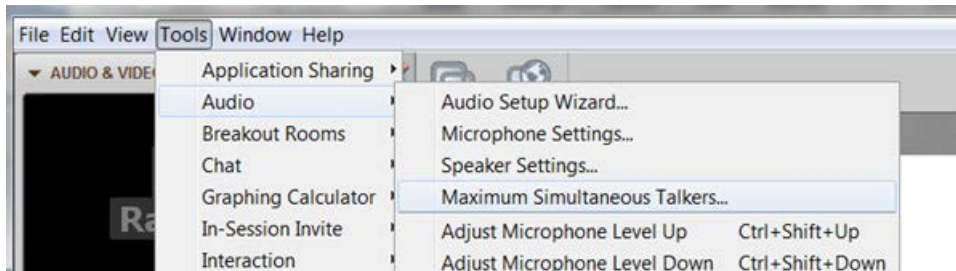 File Edit View Tools Window Help
AUDIO & VIDE
Application Sharing
Audio
Breakout Rooms
Chat
Graphing Calculator
In-Session Invite
Interaction
Audio Setup Wizard...
Microphone Settings...
Speaker Settings...
Maximum Simultaneous Talkers...
Adjust Microphone Level Up Ctrl+Shift+Up
Adjust Microphone Level Down Ctrl+Shift+Down
Ra